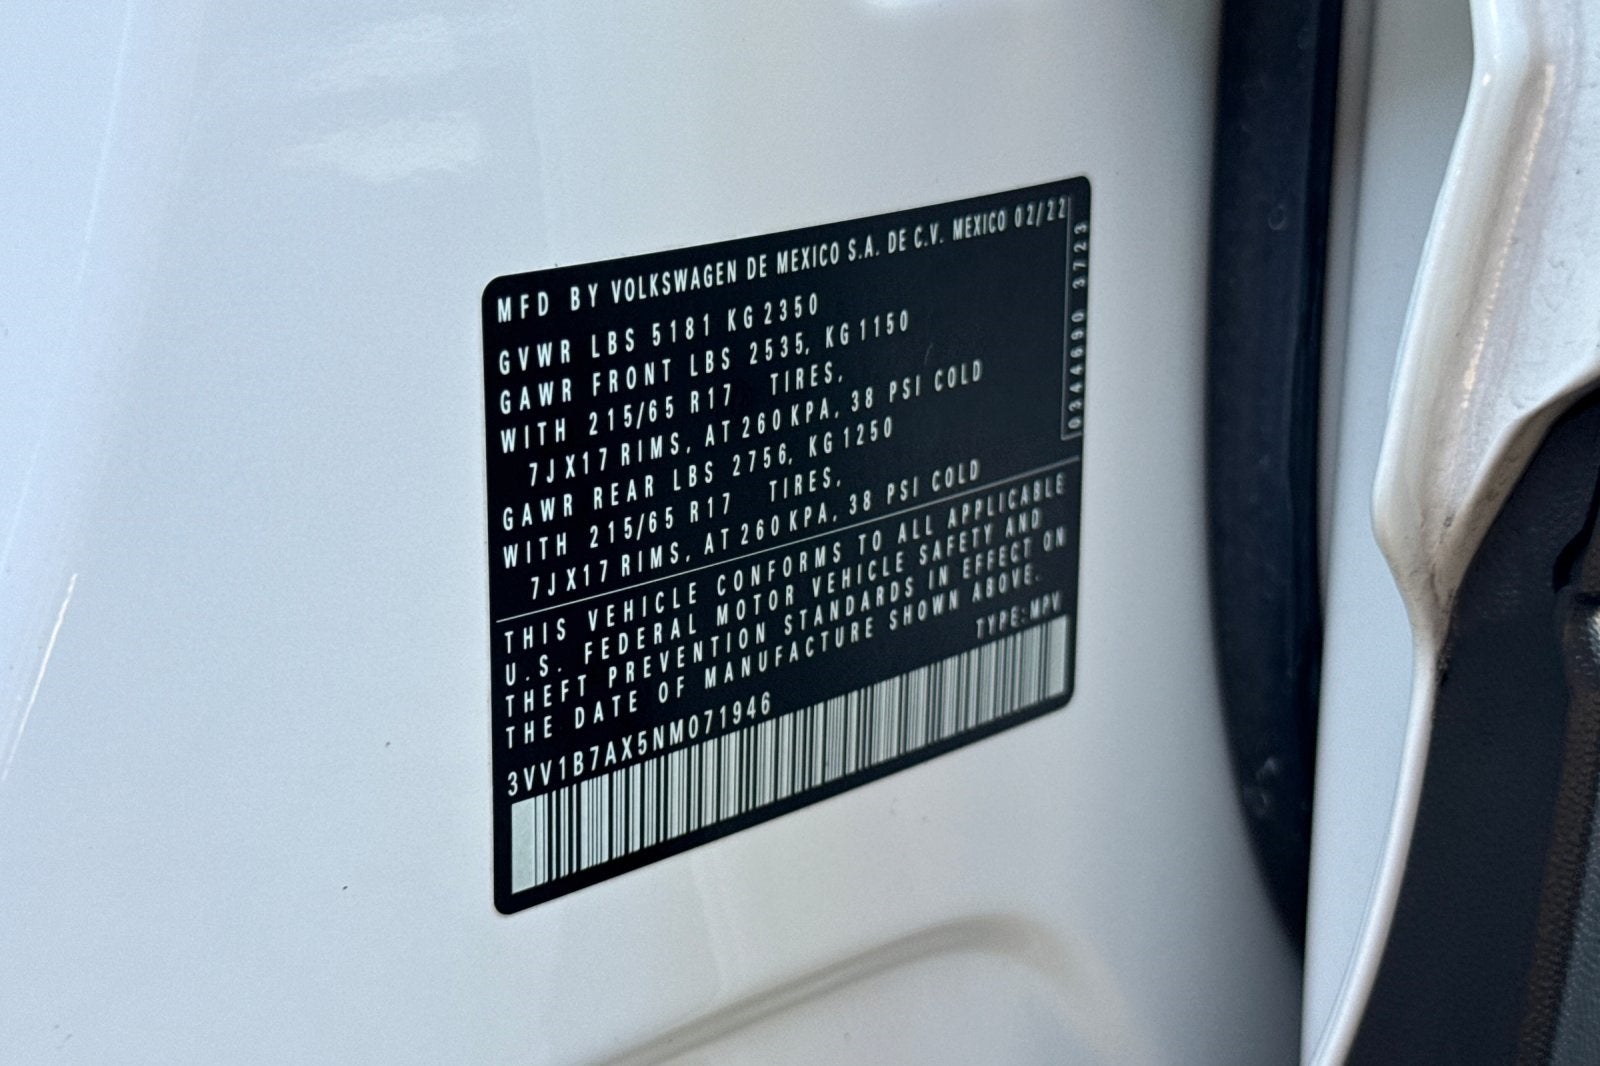 MFD BY VOLKSWAGEN DE MEXICO S.A. DE C.V. MEXICO 02/22
GVWR LBS 5181 KG 2350
GAWR FRONT LBS 2535, KG 1150
WITH 215/65 R17 TIRES,
7JX17 RIMS, AT 260 KPA, 38 PSI COLD
GAWR REAR LBS 2756, KG 1250
WITH 215/65 R17 TIRES,
7JX17 RIMS, AT 260 KPA, 38 PSI COLD
0344690 3723
THIS VEHICLE CONFORMS TO ALL APPLICABLE
U.S. FEDERAL MOTOR VEHICLE SAFETY AND
THEFT PREVENTION STANDARDS IN EFFECT ON
THE DATE OF MANUFACTURE SHOWN ABOVE.
TYPE: MPV
3VV1B7AX5NM071946